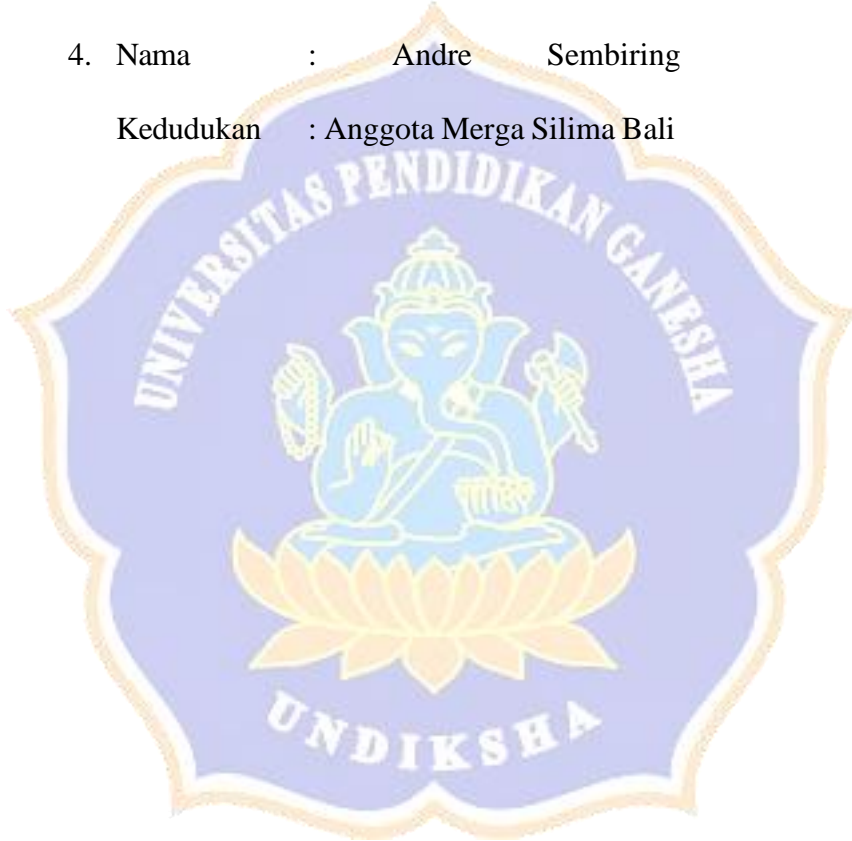 4. Nama : Andre Sembiring
Kedudukan : Anggota Merga Silima Bali
UNIVERSITAS PENDIDIKAN GANESHA
UNDIKSHA